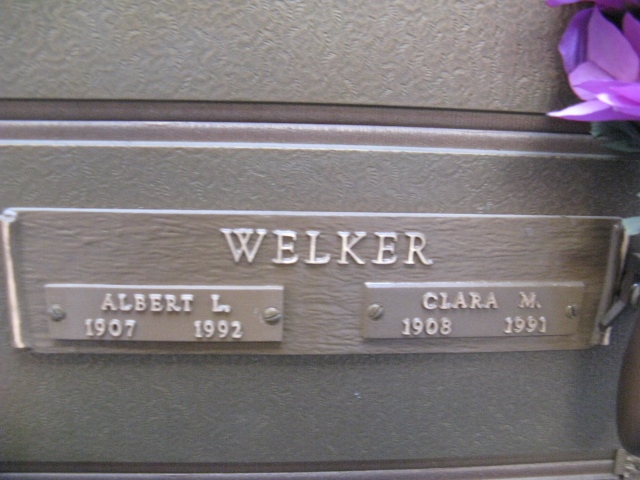 WELKER
ALBERT L.
1907 1992
CLARA M.
1908 1991